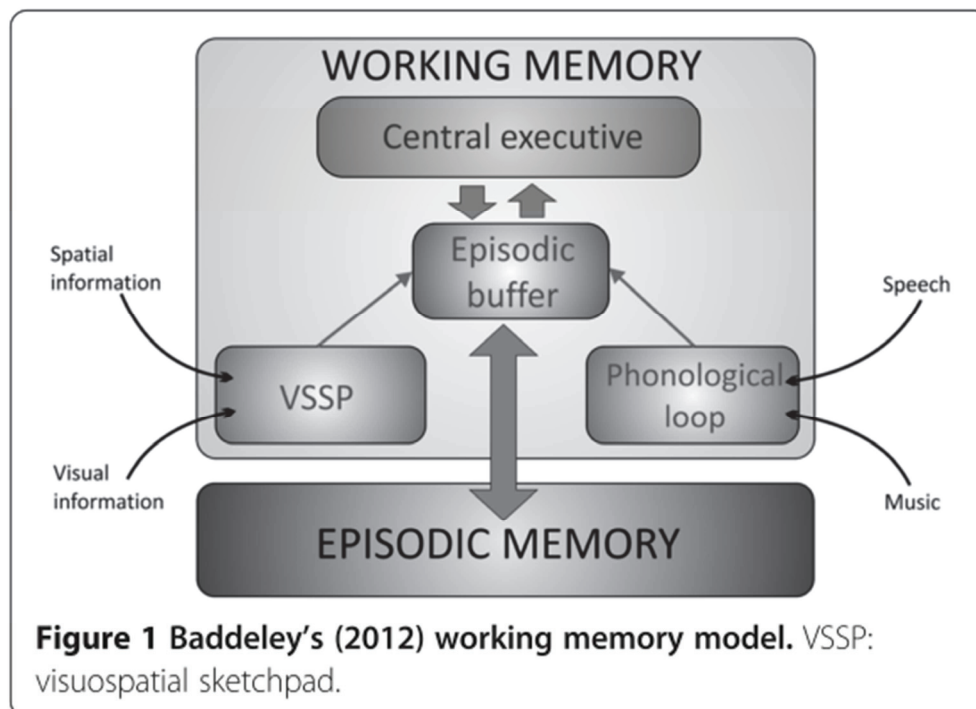 WORKING MEMORY
Central executive
Episodic
buffer
Spatial
information
Speech
VSSP
Phonological
loop
Visual
information
Music
EPISODIC MEMORY
Figure 1 Baddeley's (2012) working memory model. VSSP:
visuospatial sketchpad.